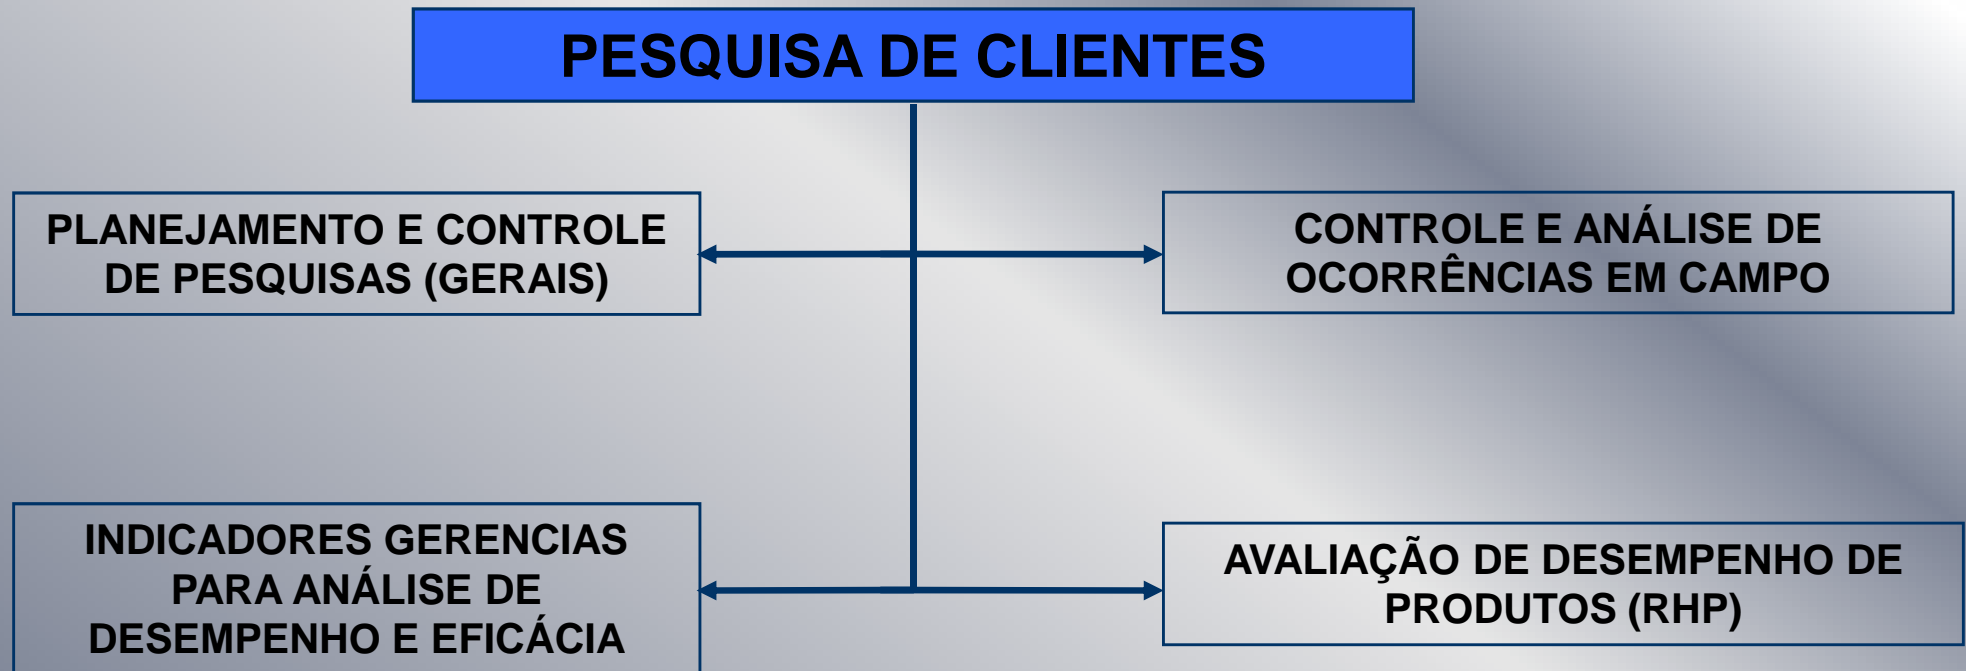 PESQUISA DE CLIENTES
PLANEJAMENTO E CONTROLE
DE PESQUISAS (GERAIS)
CONTROLE E ANÁLISE DE
OCORRÊNCIAS EM CAMPO
INDICADORES GERENCIAS
PARA ANÁLISE DE
DESEMPENHO E EFICÁCIA
AVALIAÇÃO DE DESEMPENHO DE
PRODUTOS (RHP)